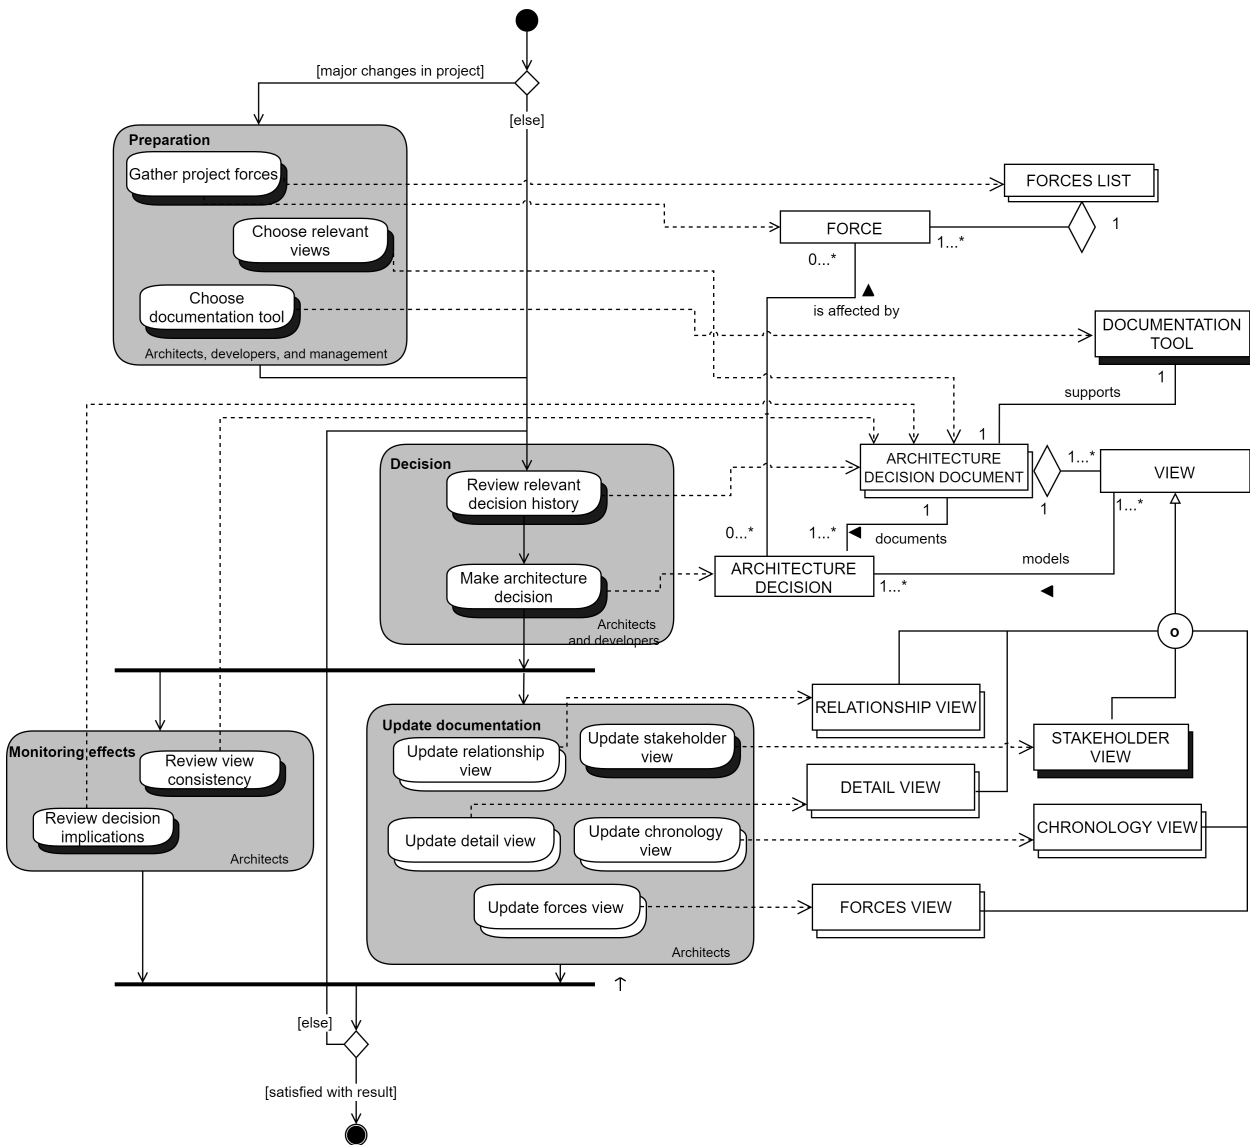 [major changes in project]
[else]
Preparation
Gather project forces
Choose relevant
views
Choose
documentation tool
Architects, developers, and management
FORCES LIST
1
FORCE
1...*
0...*
is affected by
DOCUMENTATION
TOOL
1
supports
1
ARCHITECTURE
DECISION DOCUMENT
1...*
VIEW
1
1
1...*
0...*
1...*
documents
models
ARCHITECTURE
DECISION
1...*
Decision
Review relevant
decision history
Make architecture
decision
Architects
and developers
o
Monitoring effects
Review view
consistency
Review decision
implications
Architects
Update documentation
Update relationship
view
Update stakeholder
view
Update detail view
Update chronology
view
Update forces view
Architects
RELATIONSHIP VIEW
STAKEHOLDER
VIEW
DETAIL VIEW
CHRONOLOGY VIEW
FORCES VIEW
[else]
[satisfied with result]